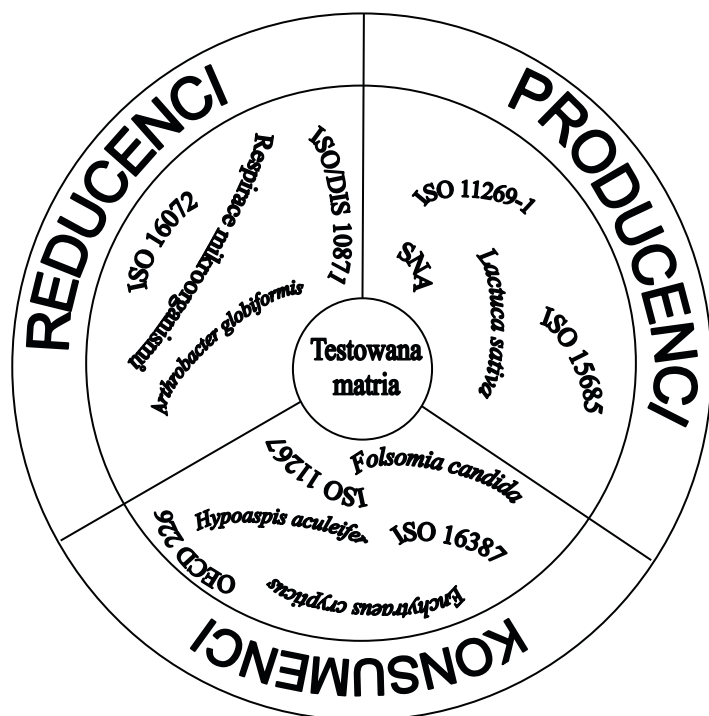 REDUCENCI
ISO 16072
Respirace mikroorganismů
ISO/DIS 10871
Arthrobacter globiformis
PRODUCENCI
ISO 11269-1
SNA
Lactuca sativa
ISO 15685
Testowana
matria
ISO 11267
Folsomia candida
Hypoaspis aculeifer
ISO 16387
OECD 226
Enchytraeus crypticus
KONSUMENCI